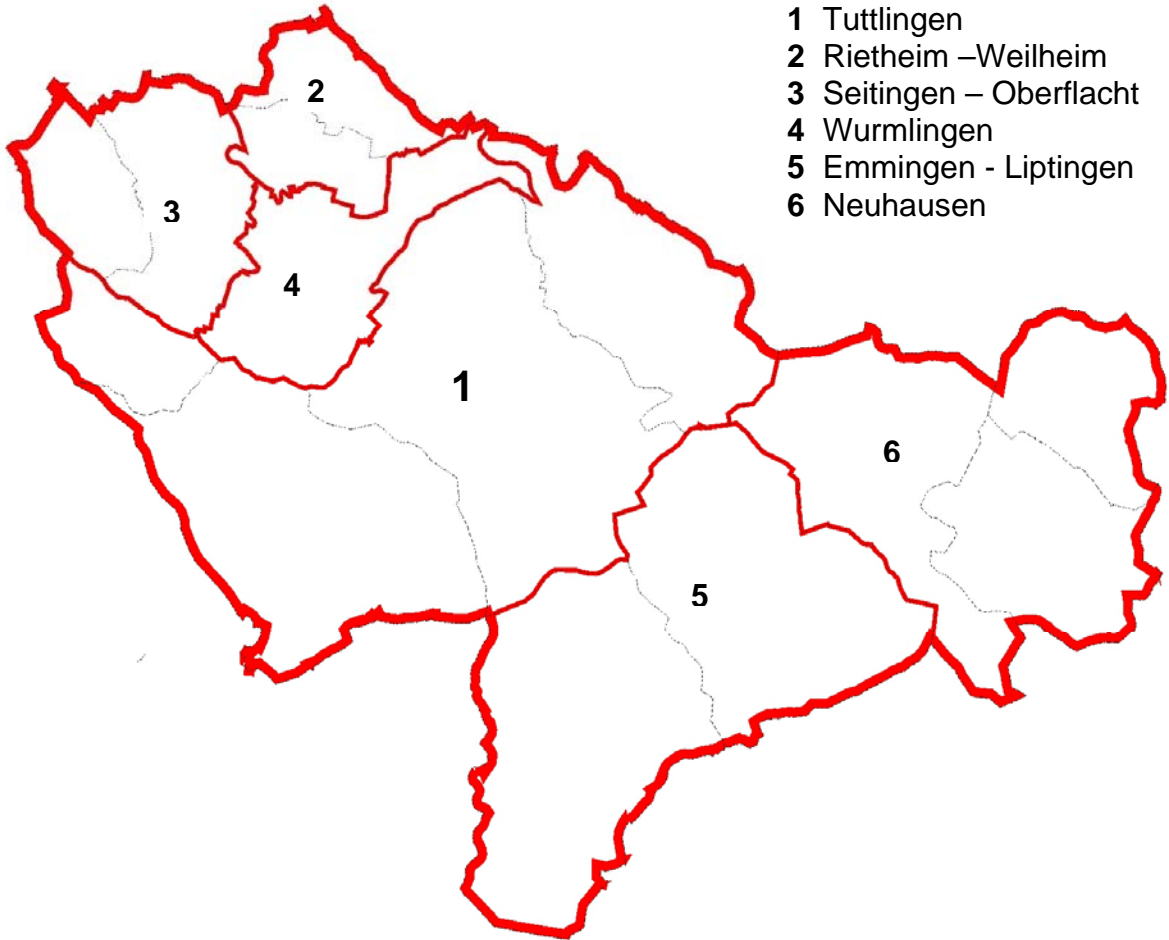 1 Tuttlingen
2 Rietheim –Weilheim
3 Seitingen – Oberflacht
4 Wurmlingen
5 Emmingen - Liptingen
6 Neuhausen
2
3
4
1
6
5